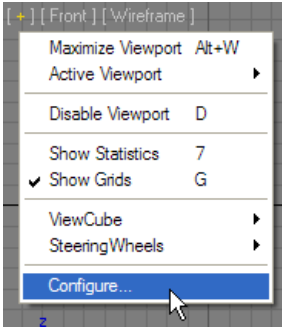 [ + ] [ Front ] [ Wireframe ]
Maximize Viewport Alt+W
Active Viewport
Disable Viewport D
Show Statistics 7
Show Grids G
ViewCube
SteeringWheels
Configure...
z